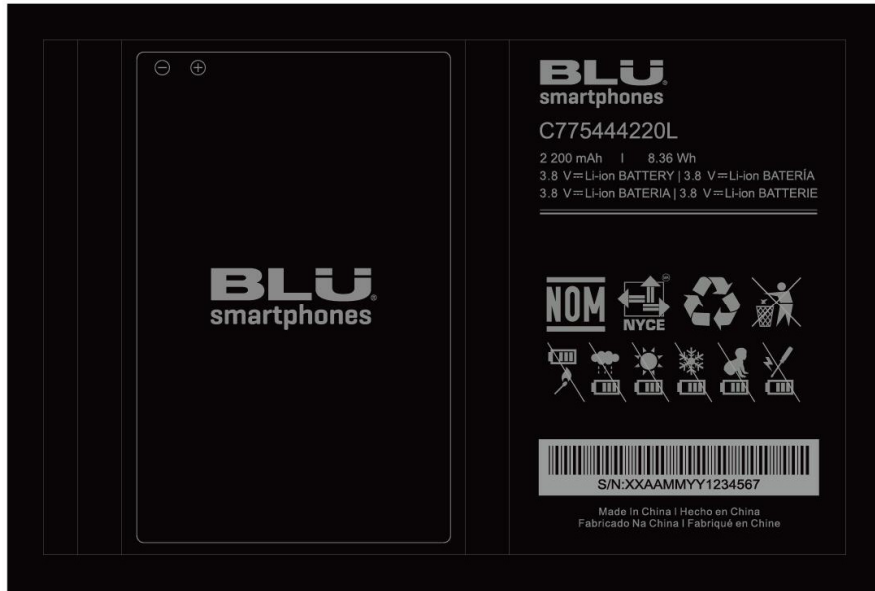 BLU
smartphones
BLU
smartphones
C775444220L
2 200 mAh I 8.36 Wh
3.8 V⎓Li-ion BATTERY | 3.8 V⎓Li-ion BATERÍA
3.8 V⎓Li-ion BATERIA | 3.8 V⎓Li-ion BATTERIE
NOM
NYCE
S/N:XXAAMMYY1234567
Made In China I Hecho en China
Fabricado Na China I Fabriqué en Chine